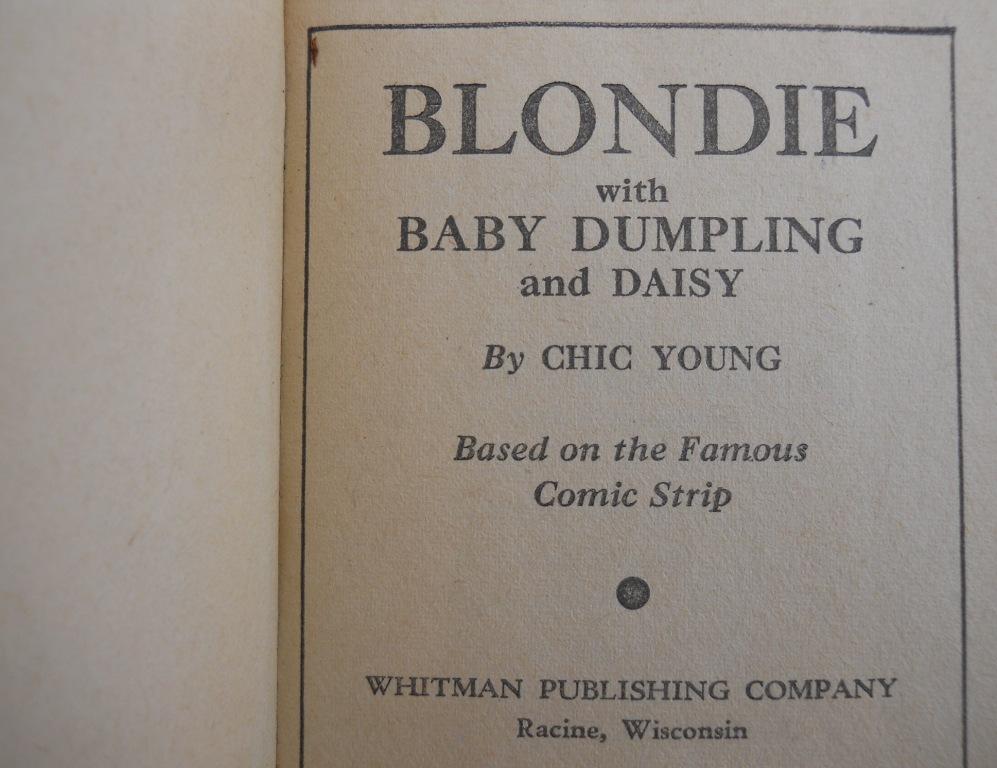 BLONDIE
with
BABY DUMPLING
and DAISY
By CHIC YOUNG
Based on the Famous
Comic Strip
WHITMAN PUBLISHING COMPANY
Racine, Wisconsin